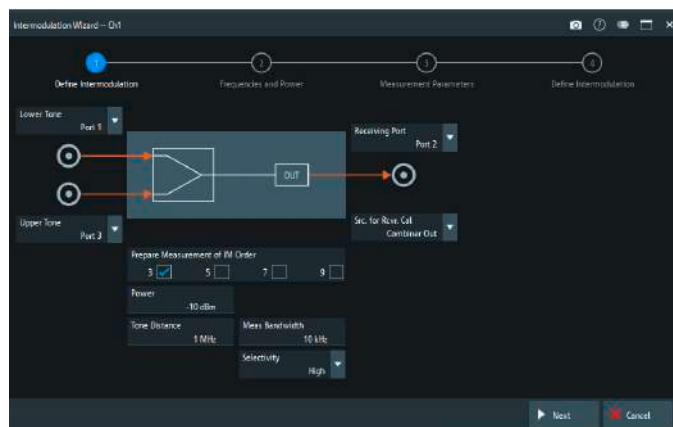 Intermodulation Wizard – Ch1
1
2
3
4
Define Intermodulation
Frequencies and Power
Measurement Parameters
Define Intermodulation
Lower Tone
Port 1
Receiving Port
Port 2
DUT
Upper Tone
Port 3
Src. for Rcvr. Cal
Combiner Out
Prepare Measurement of IM Order
3 5 7 9
Power
-10 dBm
Tone Distance
1 MHz
Meas Bandwidth
10 kHz
Selectivity
High
Next
Cancel